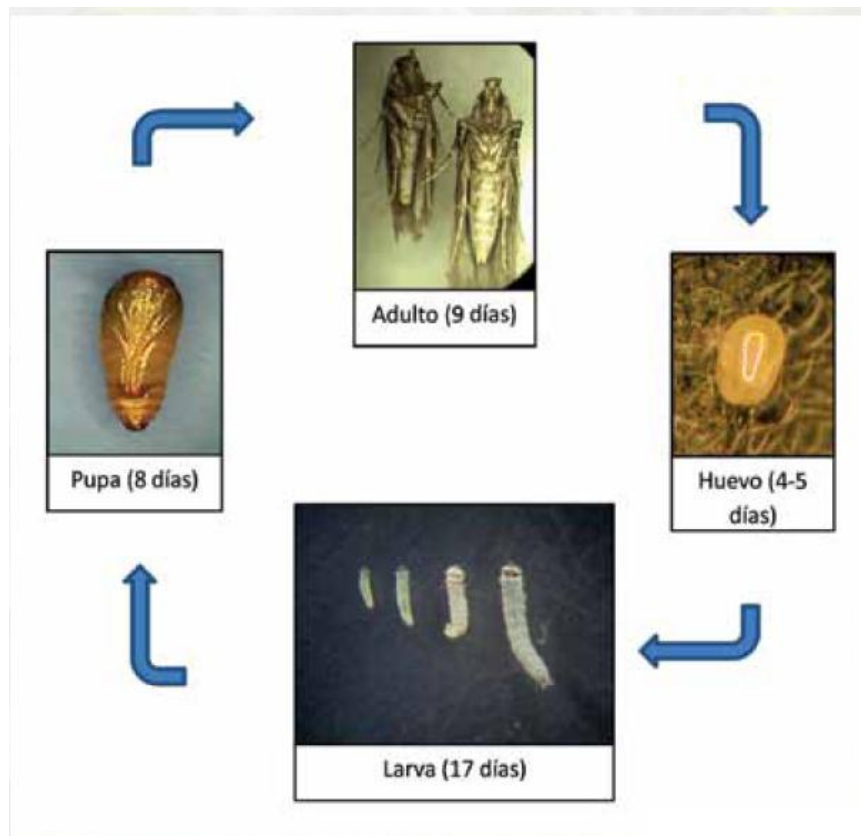 Adulto (9 días)
Pupa (8 días)
Huevo (4-5
días)
Larva (17 días)